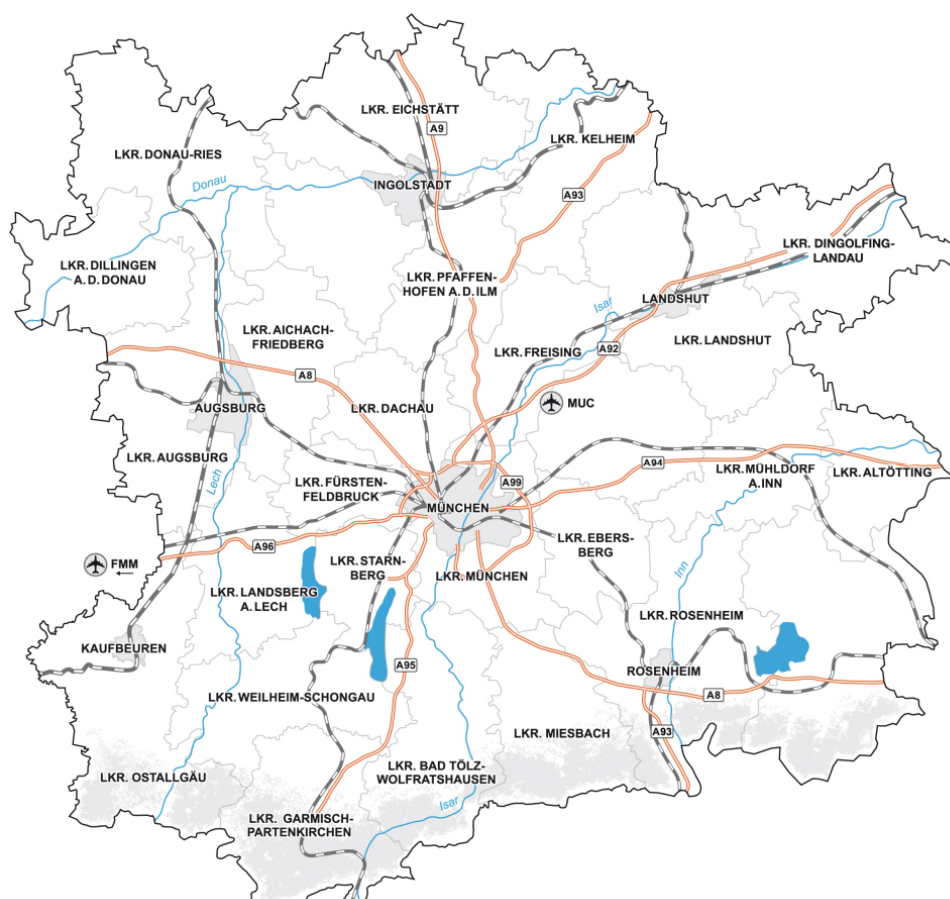 LKR. EICHSTÄTT
A9
LKR. KELHEIM
LKR. DONAU-RIES
Donau
INGOLSTADT
A93
LKR. DILLINGEN
A. D. DONAU
LKR. PFAFFEN-
HOFEN A. D. ILM
LKR. DINGOLFING-
LANDAU
Isar
LANDSHUT
LKR. AICHACH-
FRIEDBERG
LKR. FREISING
A92
LKR. LANDSHUT
A8
AUGSBURG
LKR. DACHAU
MUC
LKR. AUGSBURG
Lech
LKR. FÜRSTEN-
FELDBRUCK
MÜNCHEN
A99
A94
LKR. MÜHLDORF
A. INN
LKR. ALTÖTTING
A96
FMM
LKR. STARN-
BERG
LKR. MÜNCHEN
LKR. EBERS-
BERG
Inn
LKR. LANDSBERG
A. LECH
KAUFBEUREN
LKR. ROSENHEIM
ROSENHEIM
A95
A8
LKR. WEILHEIM-SCHONGAU
A93
LKR. MIESBACH
LKR. OSTALLGÄU
LKR. BAD TÖLZ-
WOLFRATSHAUSEN
Isar
LKR. GARMISCH-
PARTENKIRCHEN